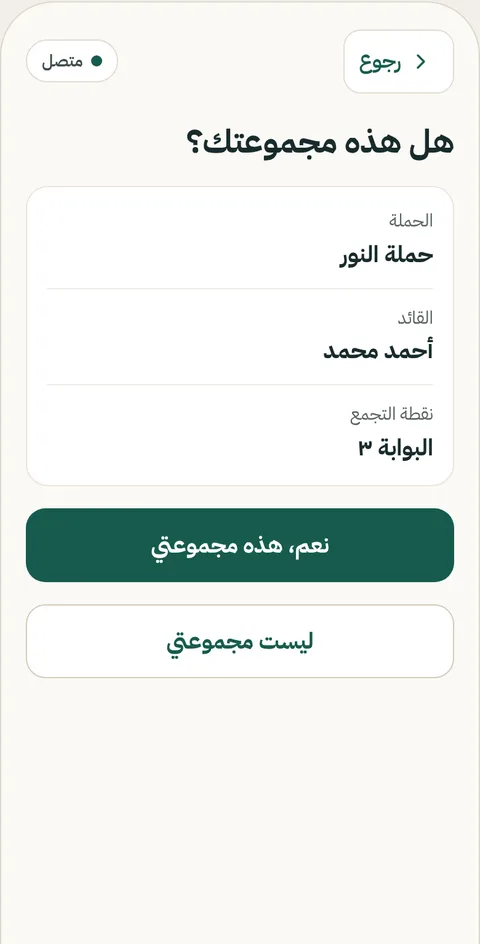 رجوع
متصل
هل هذه مجموعتك؟
الحملة
حملة النور
القائد
أحمد محمد
نقطة التجمع
البوابة ٣
نعم، هذه مجموعتي
ليست مجموعتي